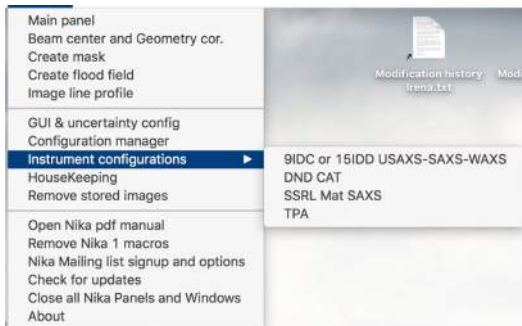 Main panel
Beam center and Geometry cor.
Create mask
Create flood field
Image line profile
GUI & uncertainty config
Configuration manager
Instrument configurations
HouseKeeping
Remove stored images
Open Nika pdf manual
Remove Nika 1 macros
Nika Mailing list signup and options
Check for updates
Close all Nika Panels and Windows
About
9IDC or 15IDD USAXS-SAXS-WAXS
DND CAT
SSRL Mat SAXS
TPA
Modification history
Irena.txt
Mod